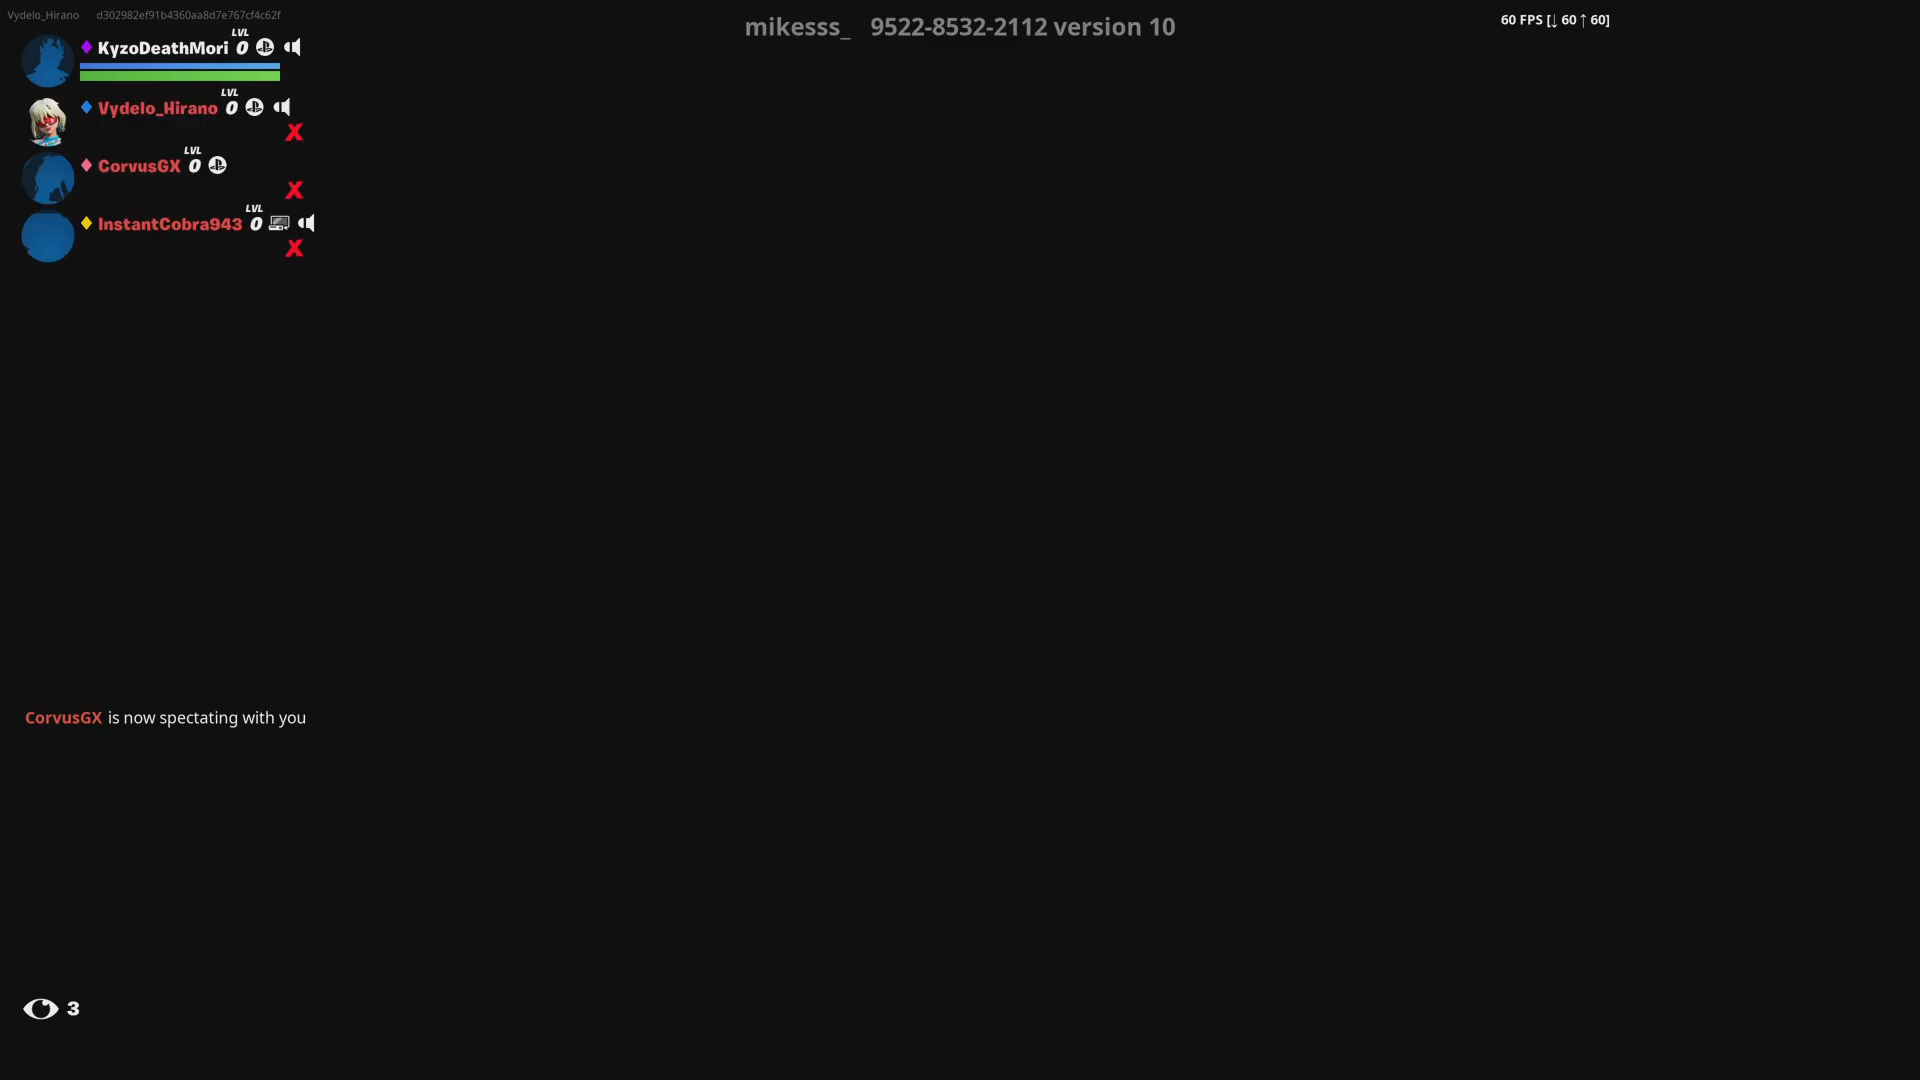 Vydelo_Hirano d302982ef91b4360aa8d7e767cf4c62f
mikesss_ 9522-8532-2112 version 10
60 FPS [↓ 60 ↑ 60]
LVL
KyzoDeathMori 0
LVL
Vydelo_Hirano 0
X
LVL
CorvusGX 0
X
LVL
InstantCobra943 0
X
CorvusGX is now spectating with you
3